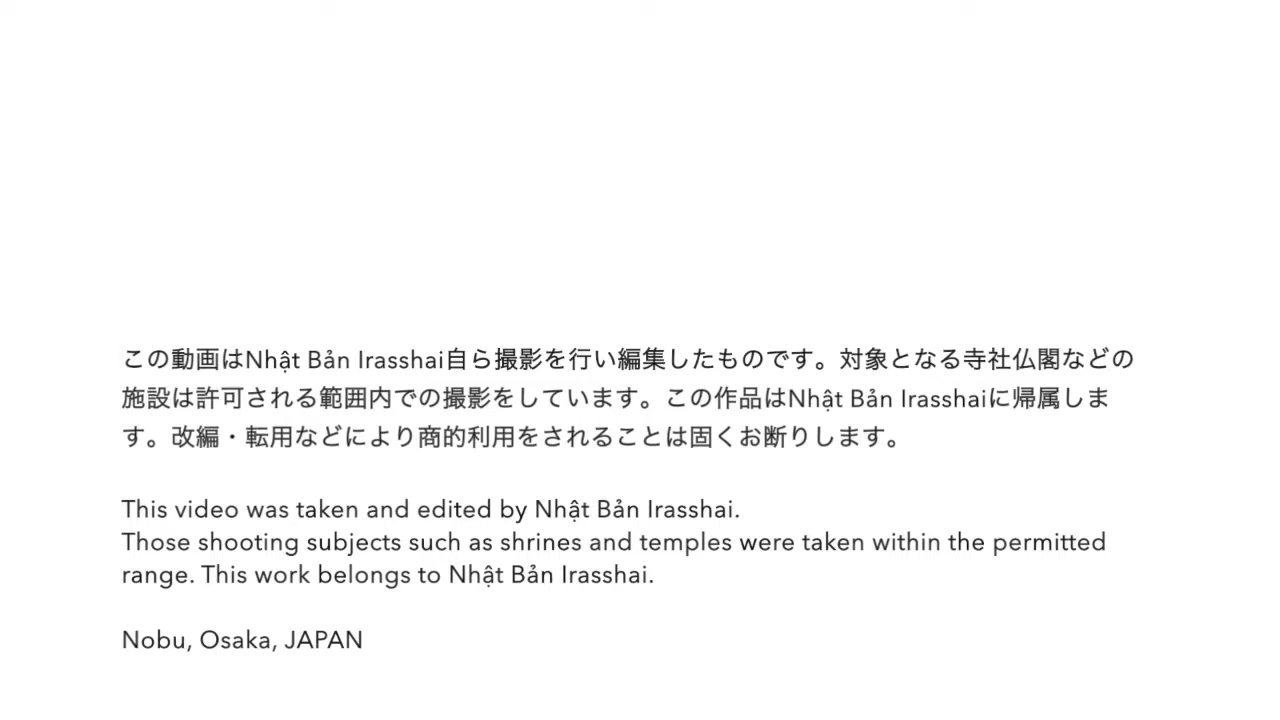 この動画はNhật Bản Irasshai自ら撮影を行い編集したものです。対象となる寺社仏閣などの
施設は許可される範囲内での撮影をしています。この作品はNhật Bản Irasshaiに帰属しま
す。改編・転用などにより商的利用をされることは固くお断りします。
This video was taken and edited by Nhật Bản Irasshai.
Those shooting subjects such as shrines and temples were taken within the permitted
range. This work belongs to Nhật Bản Irasshai.
Nobu, Osaka, JAPAN